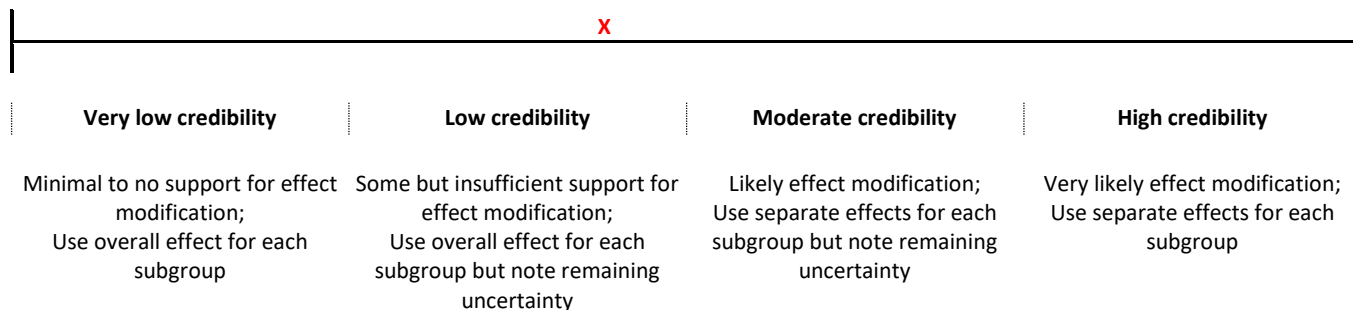 X
Very low credibility
Low credibility
Moderate credibility
High credibility
Minimal to no support for effect
modification;
Use overall effect for each
subgroup
Some but insufficient support for
effect modification;
Use overall effect for each
subgroup but note remaining
uncertainty
Likely effect modification;
Use separate effects for each
subgroup but note remaining
uncertainty
Very likely effect modification;
Use separate effects for each
subgroup